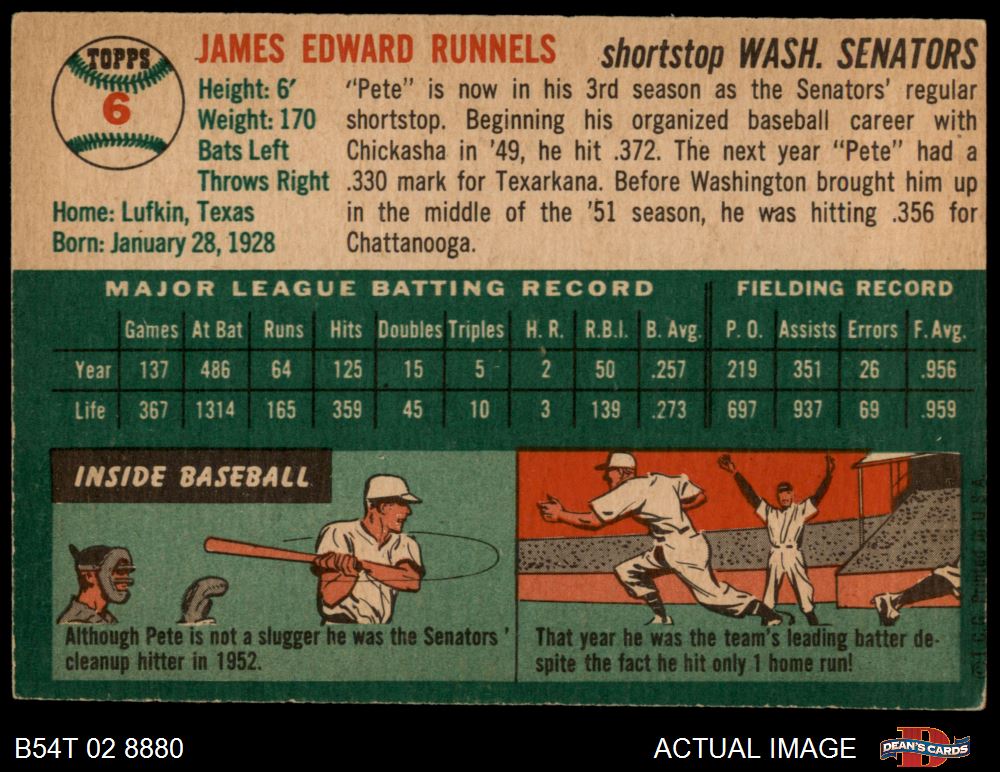 TOPPS
6
JAMES EDWARD RUNNELS
shortstop WASH. SENATORS
Height: 6'
Weight: 170
Bats Left
Throws Right
Home: Lufkin, Texas
Born: January 28, 1928
"Pete" is now in his 3rd season as the Senators' regular
shortstop. Beginning his organized baseball career with
Chickasha in '49, he hit .372. The next year "Pete" had a
.330 mark for Texarkana. Before Washington brought him up
in the middle of the '51 season, he was hitting .356 for
Chattanooga.
MAJOR LEAGUE BATTING RECORD FIELDING RECORD
Games At Bat Runs Hits Doubles Triples H. R. R.B.I. B. Avg. P. O. Assists Errors F. Avg.
Year 137 486 64 125 15 5 2 50 .257 219 351 26 .956
Life 367 1314 165 359 45 10 3 139 .273 697 937 69 .959
INSIDE BASEBALL
Although Pete is not a slugger he was the Senators'
cleanup hitter in 1952.
That year he was the team's leading batter de-
spite the fact he hit only 1 home run!
©T.C.G. Printed in U.S.A.
B54T 02 8880
ACTUAL IMAGE
D
DEAN'S CARDS